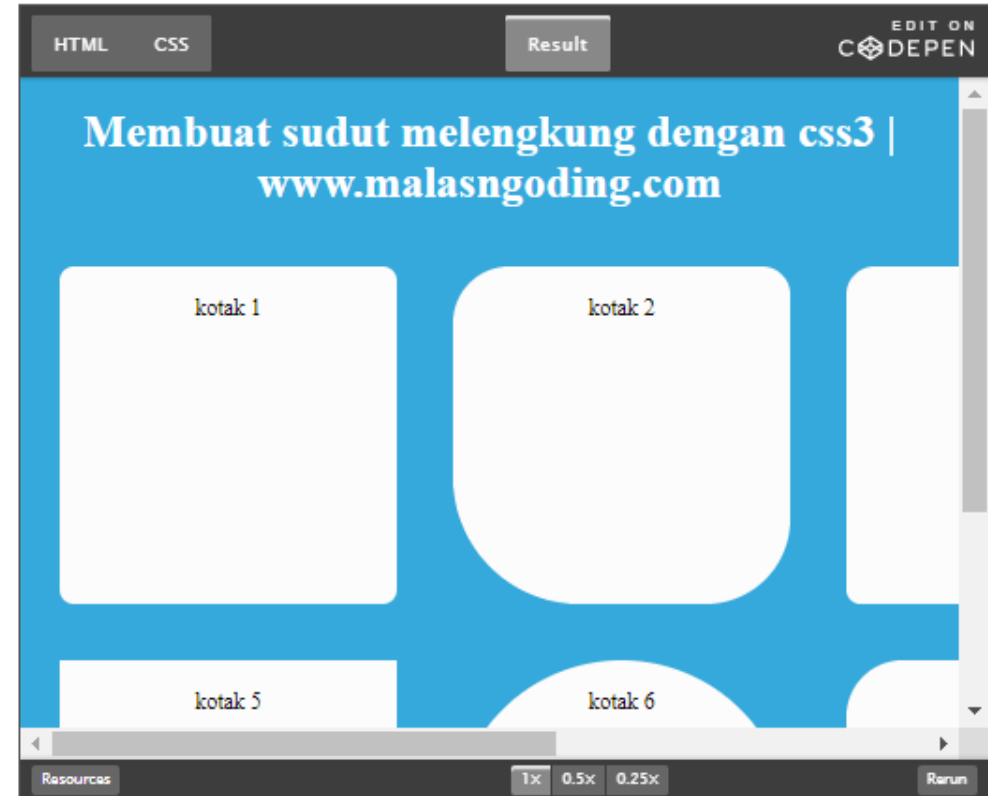 HTML CSS Result EDIT ON
CODEPEN
Membuat sudut melengkung dengan css3 |
www.malasngoding.com
kotak 1 kotak 2
kotak 5 kotak 6
Resources 1x 0.5x 0.25x Rerun